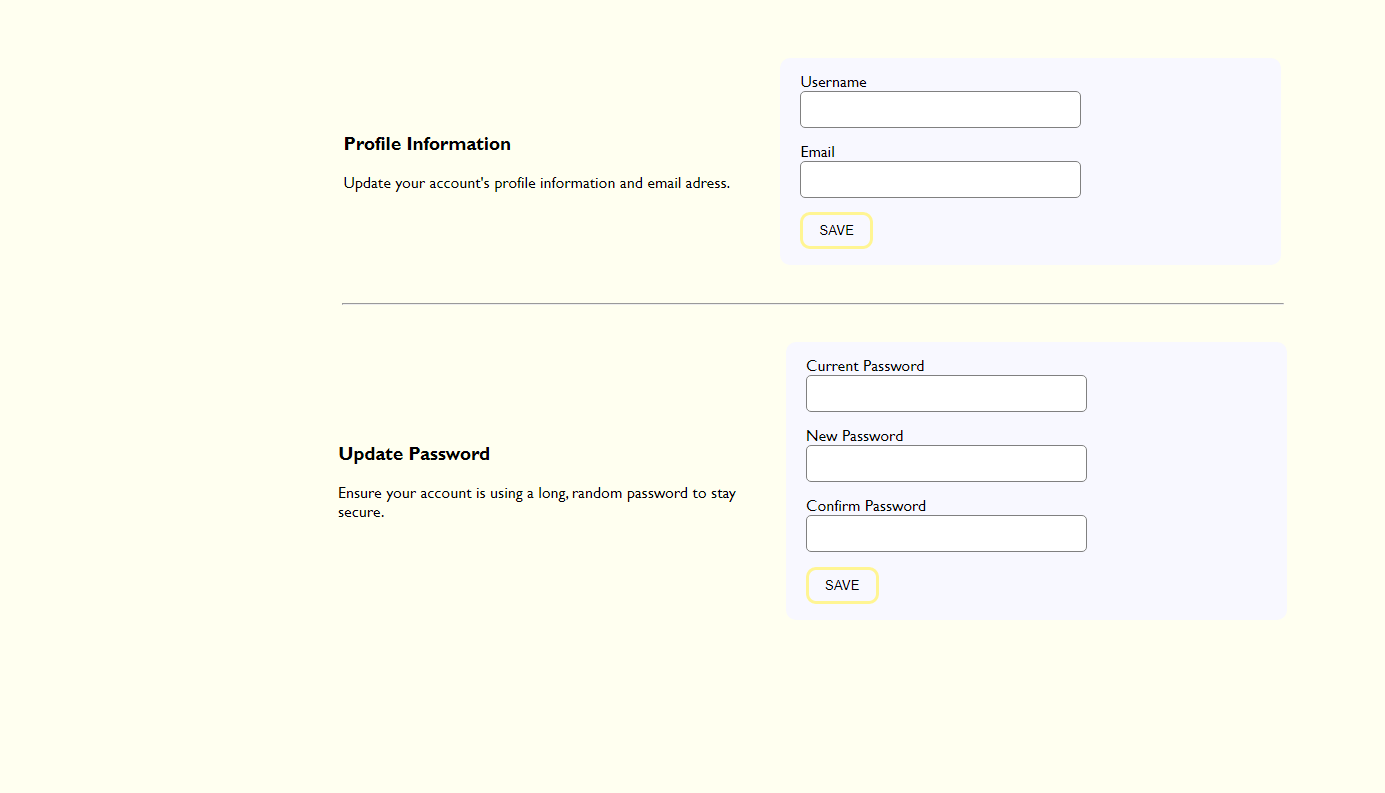 Profile Information
Update your account's profile information and email adress.
Username
Email
SAVE
Update Password
Ensure your account is using a long, random password to stay
secure.
Current Password
New Password
Confirm Password
SAVE